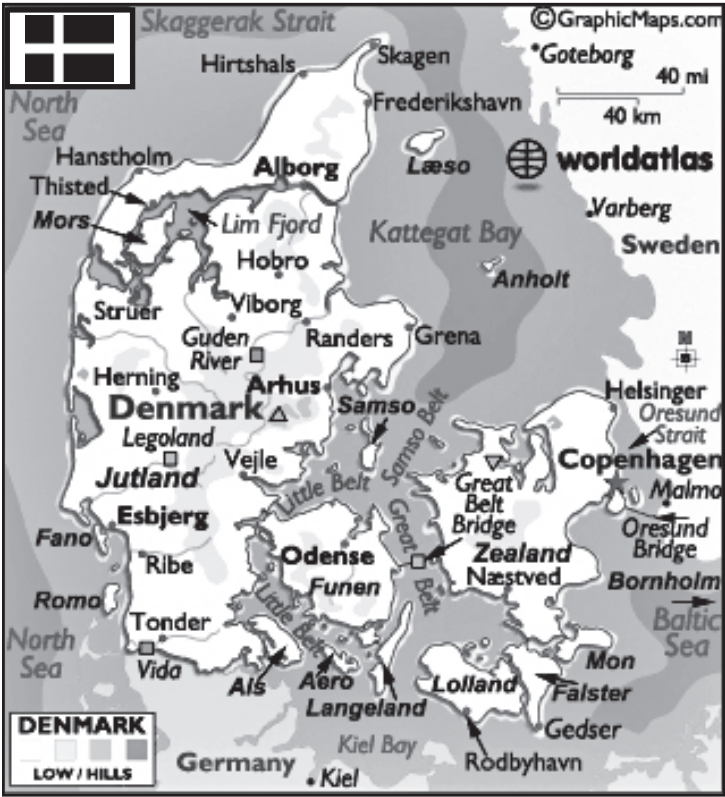 Skaggerak Strait
©GraphicMaps.com
Skagen
Goteborg
Hirtshals
40 mi
North
Sea
Frederikshavn
40 km
Hanstholm
Alborg
Læso
worldatlas
Thisted
Mors
Lim Fjord
Varberg
Kattegat Bay
Sweden
Hobro
Anholt
Struer
Viborg
Guden
River
Randers
Grena
N
Herning
Arhus
Samso
Helsinger
Denmark
Oresund
Strait
Samso Belt
Legoland
Jutland
Vejle
Little Belt
Copenhagen
Great
Belt
Bridge
Malmo
Esbjerg
Great Belt
Oresund
Bridge
Fano
Odense
Zealand
Ribe
Funen
Næstved
Bornholm
Romo
Little Belt
Baltic
Sea
Tonder
North
Sea
Vida
Als
Aero
Lolland
Mon
Falster
Langeland
Gedser
DENMARK
LOW / HILLS
Kiel Bay
Rodbyhavn
Germany
Kiel